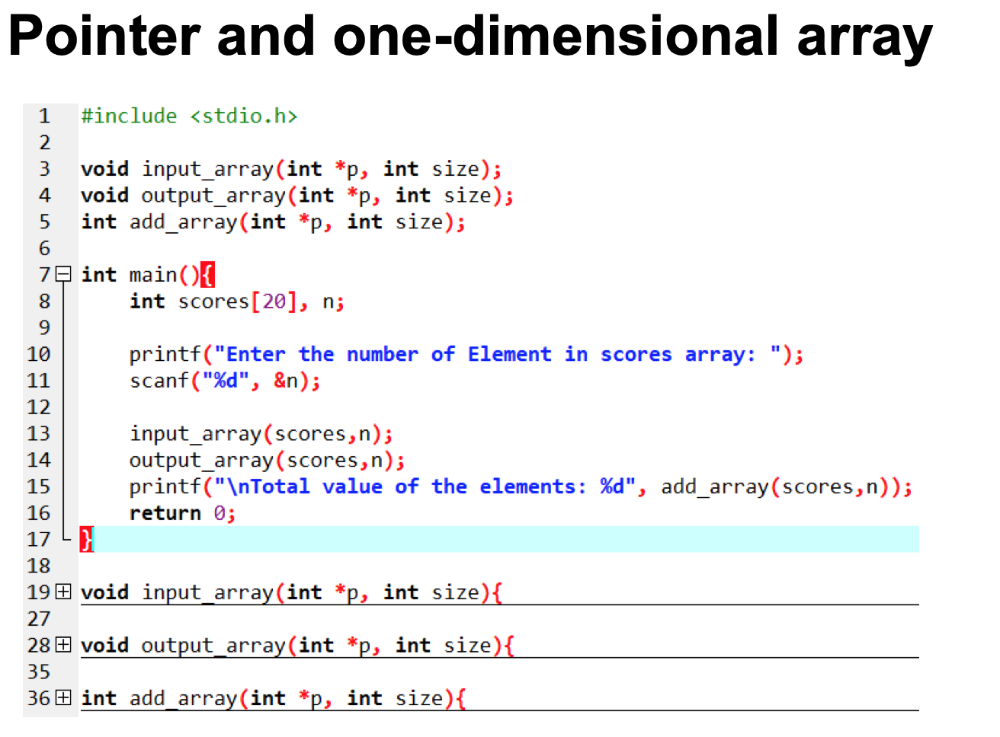 Pointer and one-dimensional array
1 #include <stdio.h>
2
3 void input_array(int *p, int size);
4 void output_array(int *p, int size);
5 int add_array(int *p, int size);
6
7 int main(){
8 int scores[20], n;
9
10 printf("Enter the number of Element in scores array: ");
11 scanf("%d", &n);
12
13 input_array(scores,n);
14 output_array(scores,n);
15 printf("\nTotal value of the elements: %d", add_array(scores,n));
16 return 0;
17 }
18
19 void input_array(int *p, int size){
27
28 void output_array(int *p, int size){
35
36 int add_array(int *p, int size){